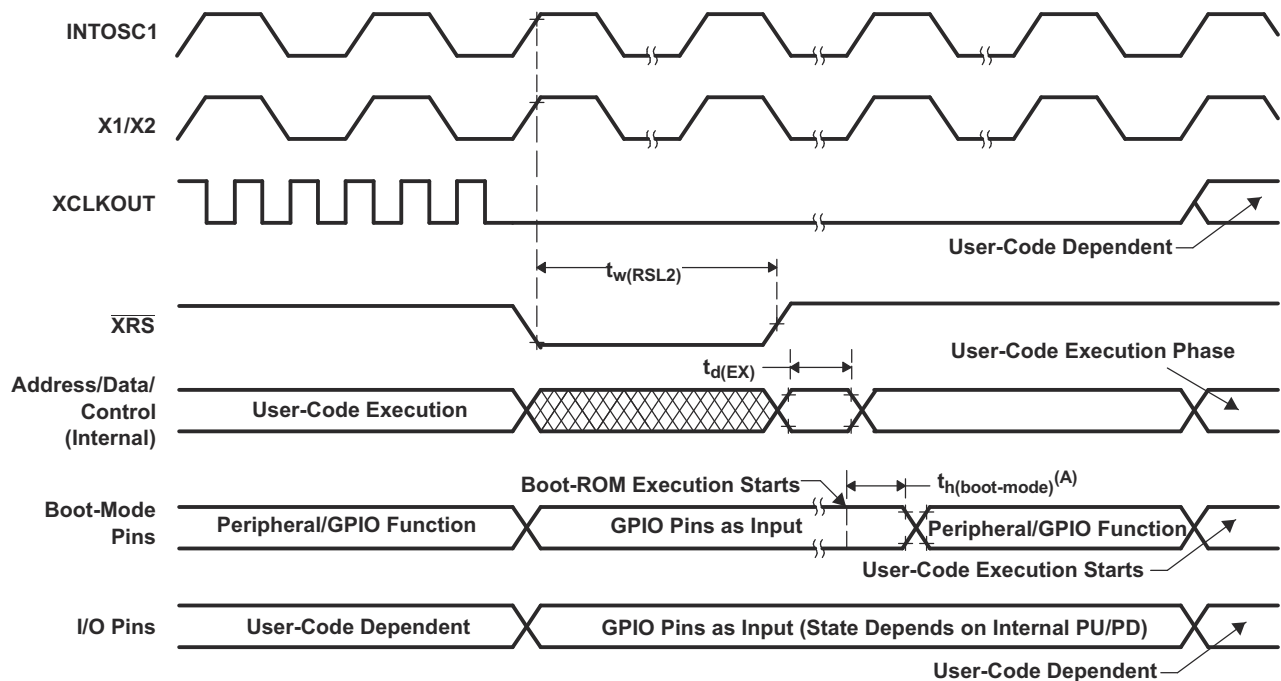 INTOSC1
X1/X2
XCLKOUT
User-Code Dependent
tw(RSL2)
XRS
User-Code Execution Phase
td(EX)
Address/Data/
Control
(Internal)
User-Code Execution
Boot-ROM Execution Starts
th(boot-mode)(A)
Boot-Mode
Pins
Peripheral/GPIO Function
GPIO Pins as Input
Peripheral/GPIO Function
User-Code Execution Starts
I/O Pins
User-Code Dependent
GPIO Pins as Input (State Depends on Internal PU/PD)
User-Code Dependent